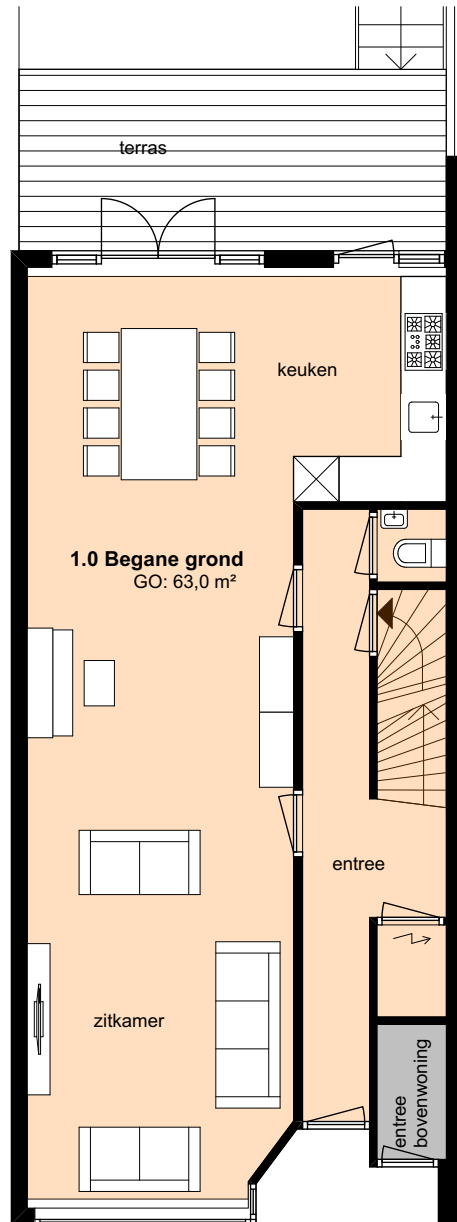 terras
keuken
1.0 Begane grond
GO: 63,0 m²
entree
zitkamer
entree
bovenwoning